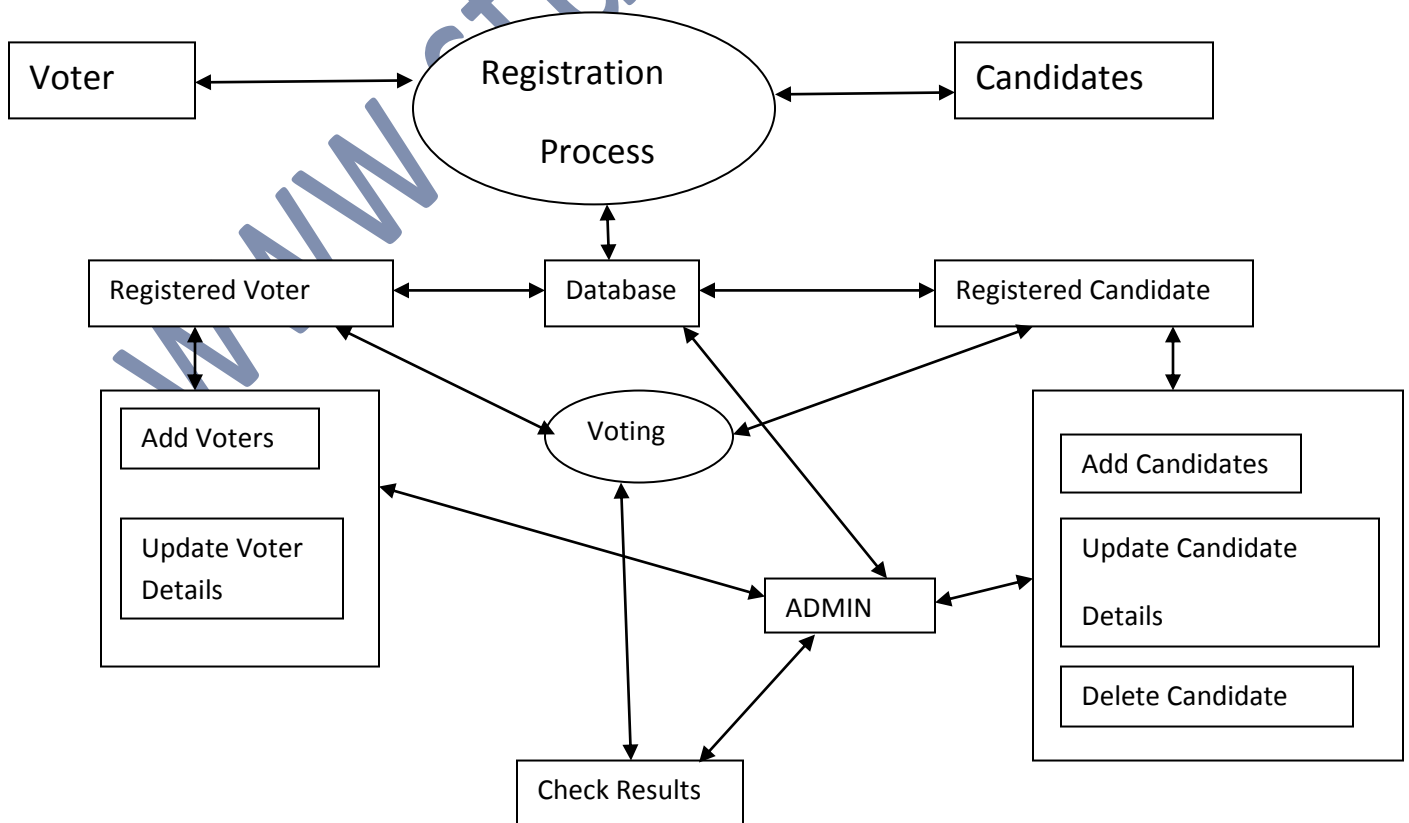 Voter
Registration
Process
Candidates
Registered Voter
Database
Registered Candidate
Add Voters
Update Voter
Details
Voting
Add Candidates
Update Candidate
Details
Delete Candidate
ADMIN
Check Results